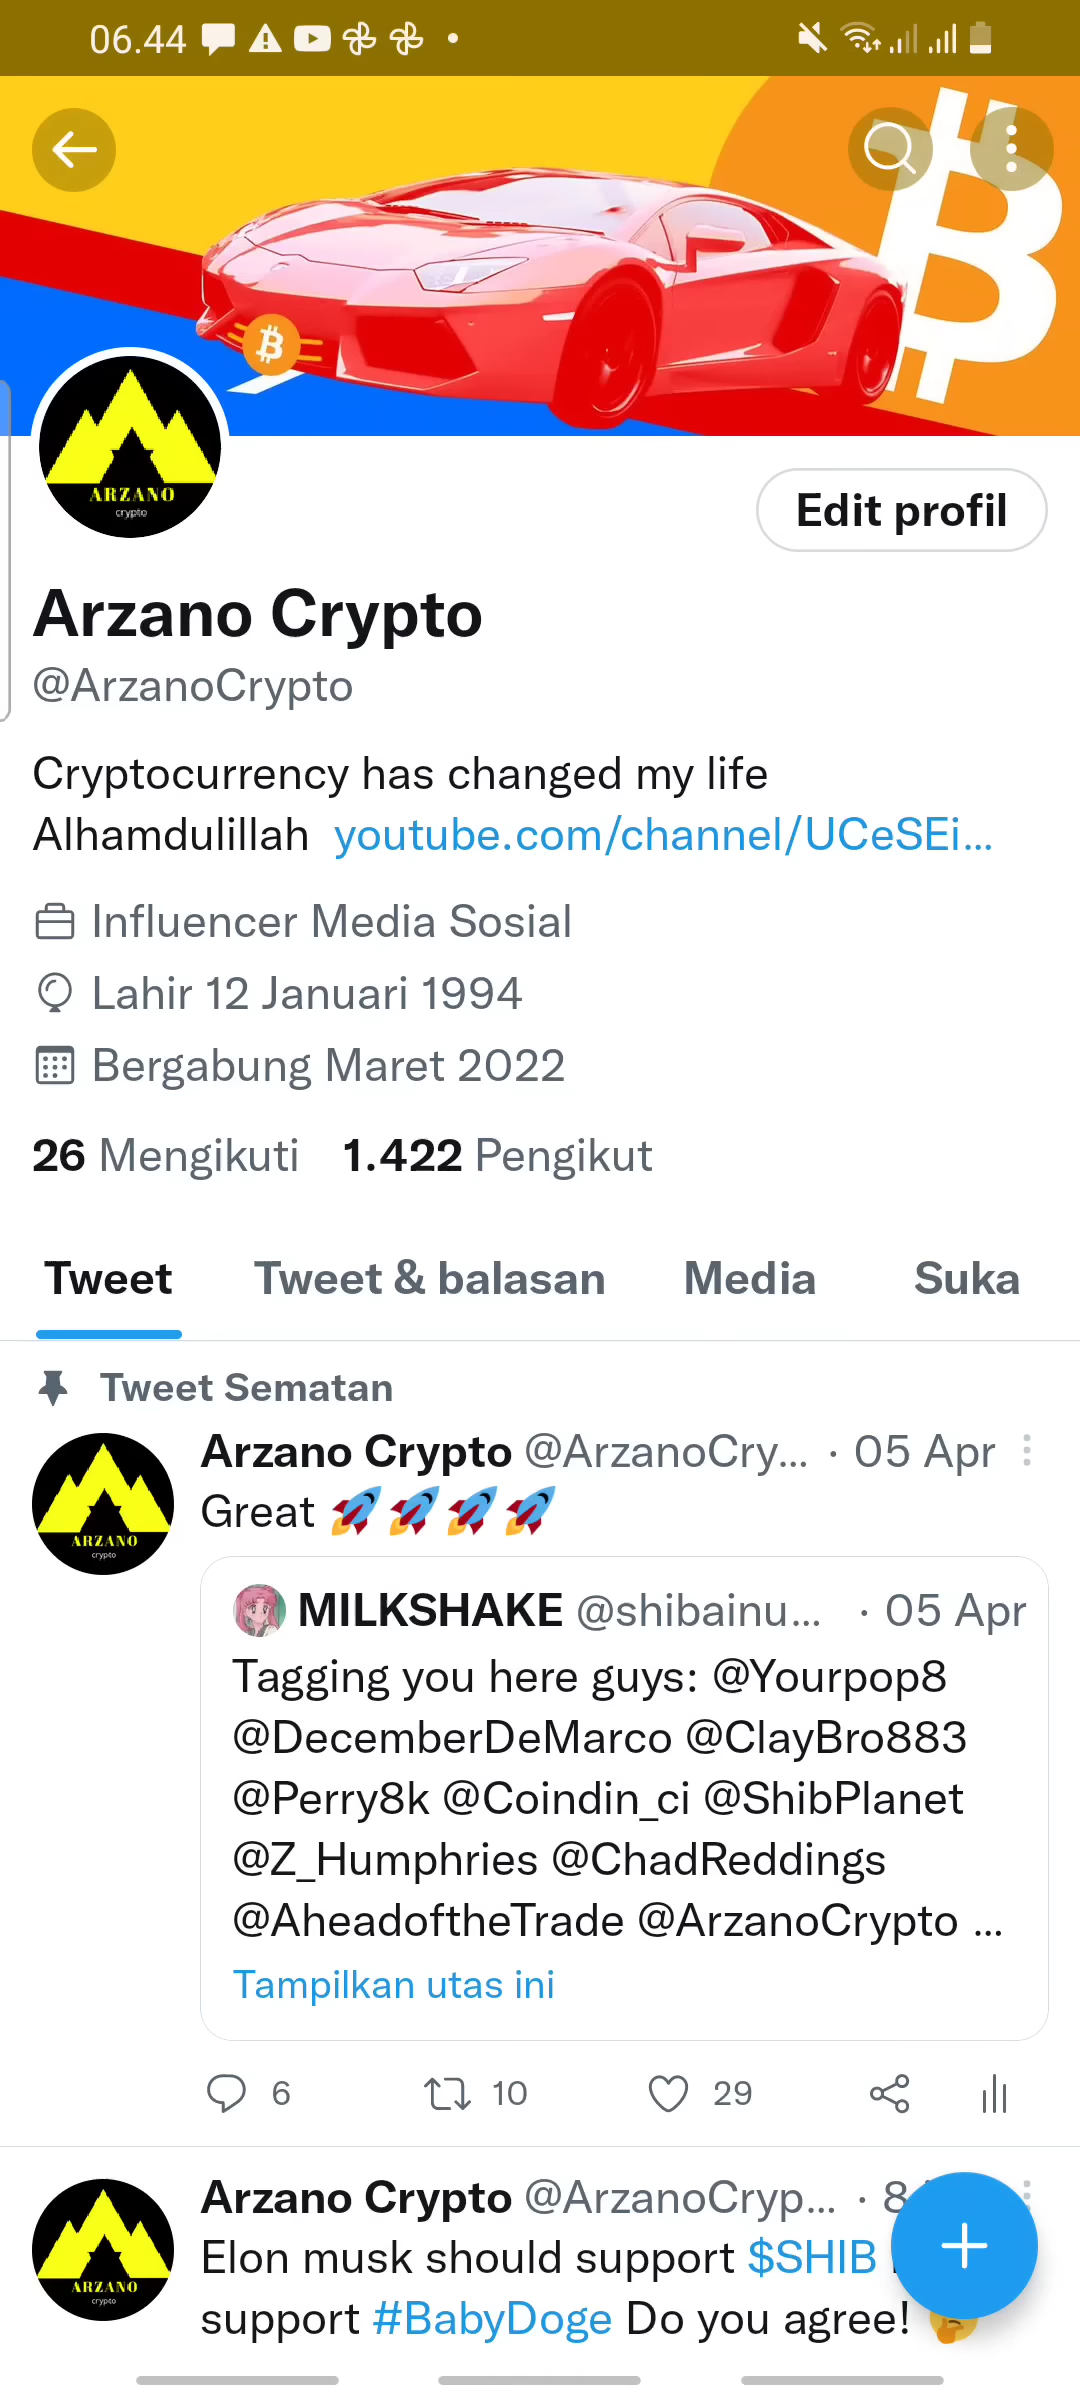 06.44
ARZANO
crypto
Edit profil
Arzano Crypto
@ArzanoCrypto
Cryptocurrency has changed my life
Alhamdulillah youtube.com/channel/UCeSEi...
Influencer Media Sosial
Lahir 12 Januari 1994
Bergabung Maret 2022
26 Mengikuti 1.422 Pengikut
Tweet Tweet & balasan Media Suka
Tweet Sematan
Arzano Crypto @ArzanoCry... · 05 Apr
ARZANO
crypto
Great 🚀🚀🚀🚀
MILKSHAKE @shibainu... · 05 Apr
Tagging you here guys: @Yourpop8
@DecemberDeMarco @ClayBro883
@Perry8k @Coindin_ci @ShibPlanet
@Z_Humphries @ChadReddings
@AheadoftheTrade @ArzanoCrypto ...
Tampilkan utas ini
6 10 29
Arzano Crypto @ArzanoCryp... · 8
ARZANO
crypto
Elon musk should support $SHIB
support #BabyDoge Do you agree! 🤔